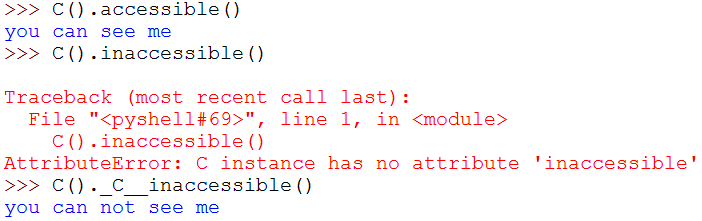 >>> C().accessible()
you can see me
>>> C().inaccessible()
Traceback (most recent call last):
  File "<pyshell#69>", line 1, in <module>
    C().inaccessible()
AttributeError: C instance has no attribute 'inaccessible'
>>> C()._C__inaccessible()
you can not see me